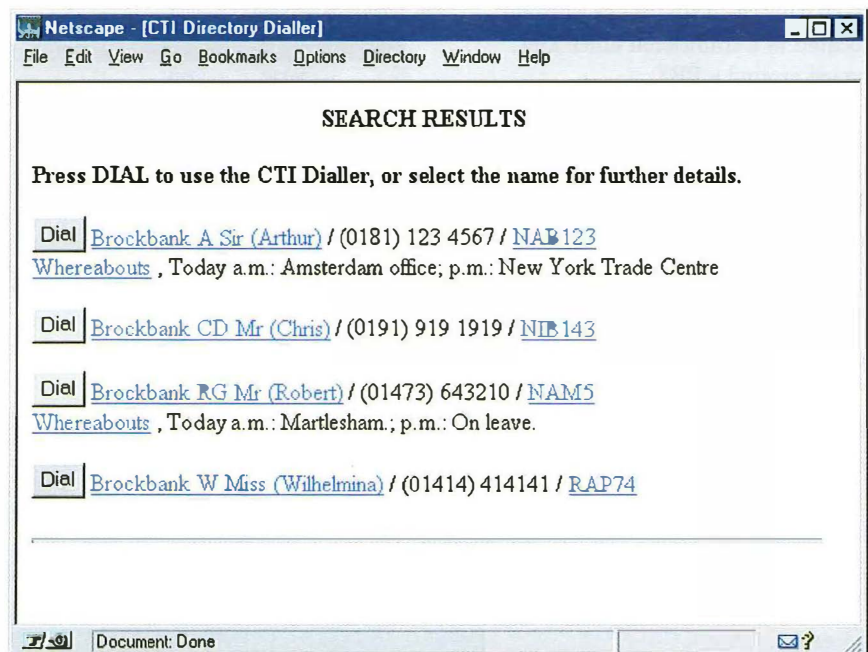 Netscape - [CTI Directory Dialler]
File Edit View Go Bookmarks Options Directory Window Help
SEARCH RESULTS
Press DIAL to use the CTI Dialler, or select the name for further details.
Dial Brockbank A Sir (Arthur) / (0181) 123 4567 / NAB123
Whereabouts , Today a.m.: Amsterdam office; p.m.: New York Trade Centre
Dial Brockbank CD Mr (Chris) / (0191) 919 1919 / NIB143
Dial Brockbank RG Mr (Robert) / (01473) 643210 / NAM5
Whereabouts , Today a.m.: Martlesham.; p.m.: On leave.
Dial Brockbank W Miss (Wilhelmina) / (01414) 414141 / RAP74
Document: Done